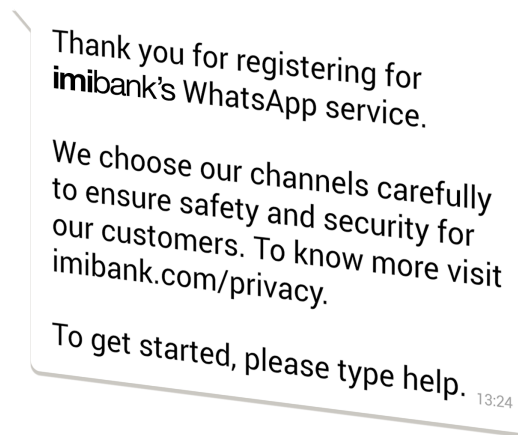 Thank you for registering for
imibank's WhatsApp service.
We choose our channels carefully
to ensure safety and security for
our customers. To know more visit
imibank.com/privacy.
To get started, please type help.
13:24